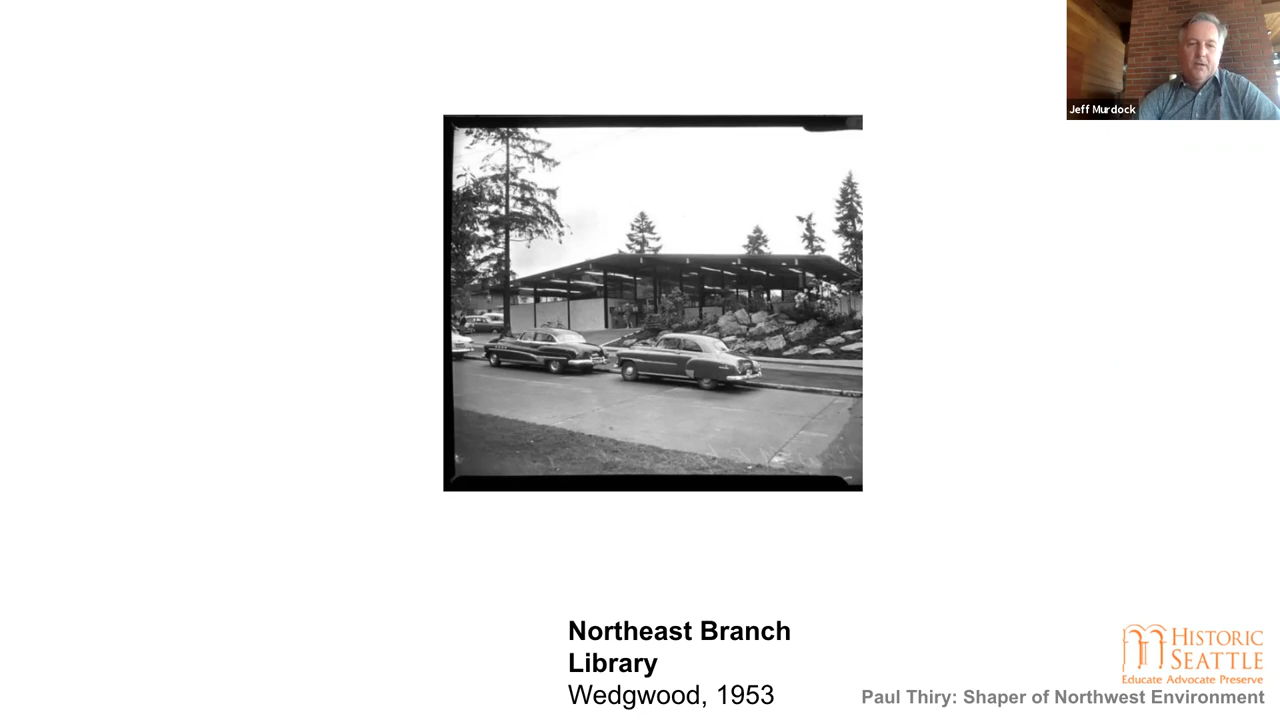 Jeff Murdock
Northeast Branch
Library
Wedgwood, 1953
HISTORIC
SEATTLE
Educate Advocate Preserve
Paul Thiry: Shaper of Northwest Environment